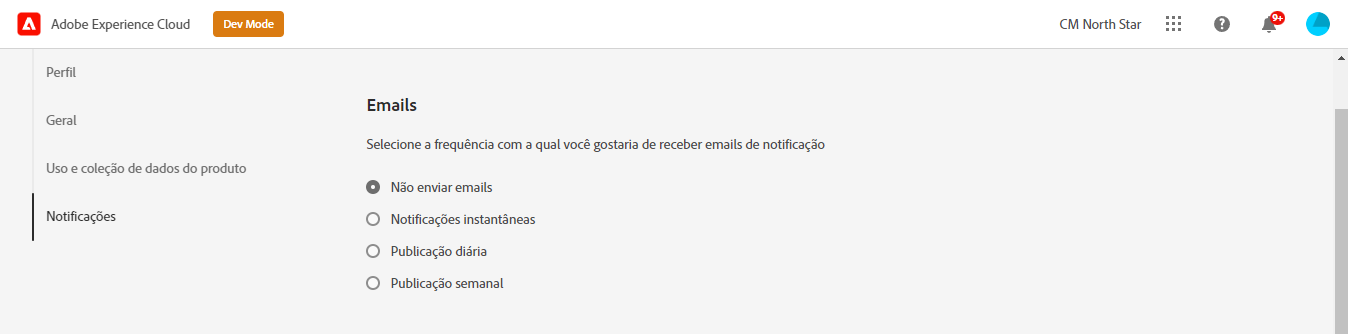 Adobe Experience Cloud
Dev Mode
CM North Star
9+
Perfil
Geral
Uso e coleção de dados do produto
Notificações
Emails
Selecione a frequência com a qual você gostaria de receber emails de notificação
Não enviar emails
Notificações instantâneas
Publicação diária
Publicação semanal